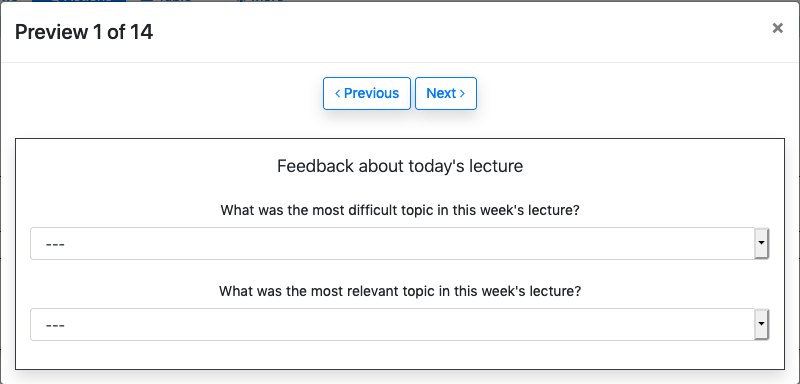 Preview 1 of 14
×
‹ Previous
Next ›
Feedback about today's lecture
What was the most difficult topic in this week's lecture?
---
What was the most relevant topic in this week's lecture?
---